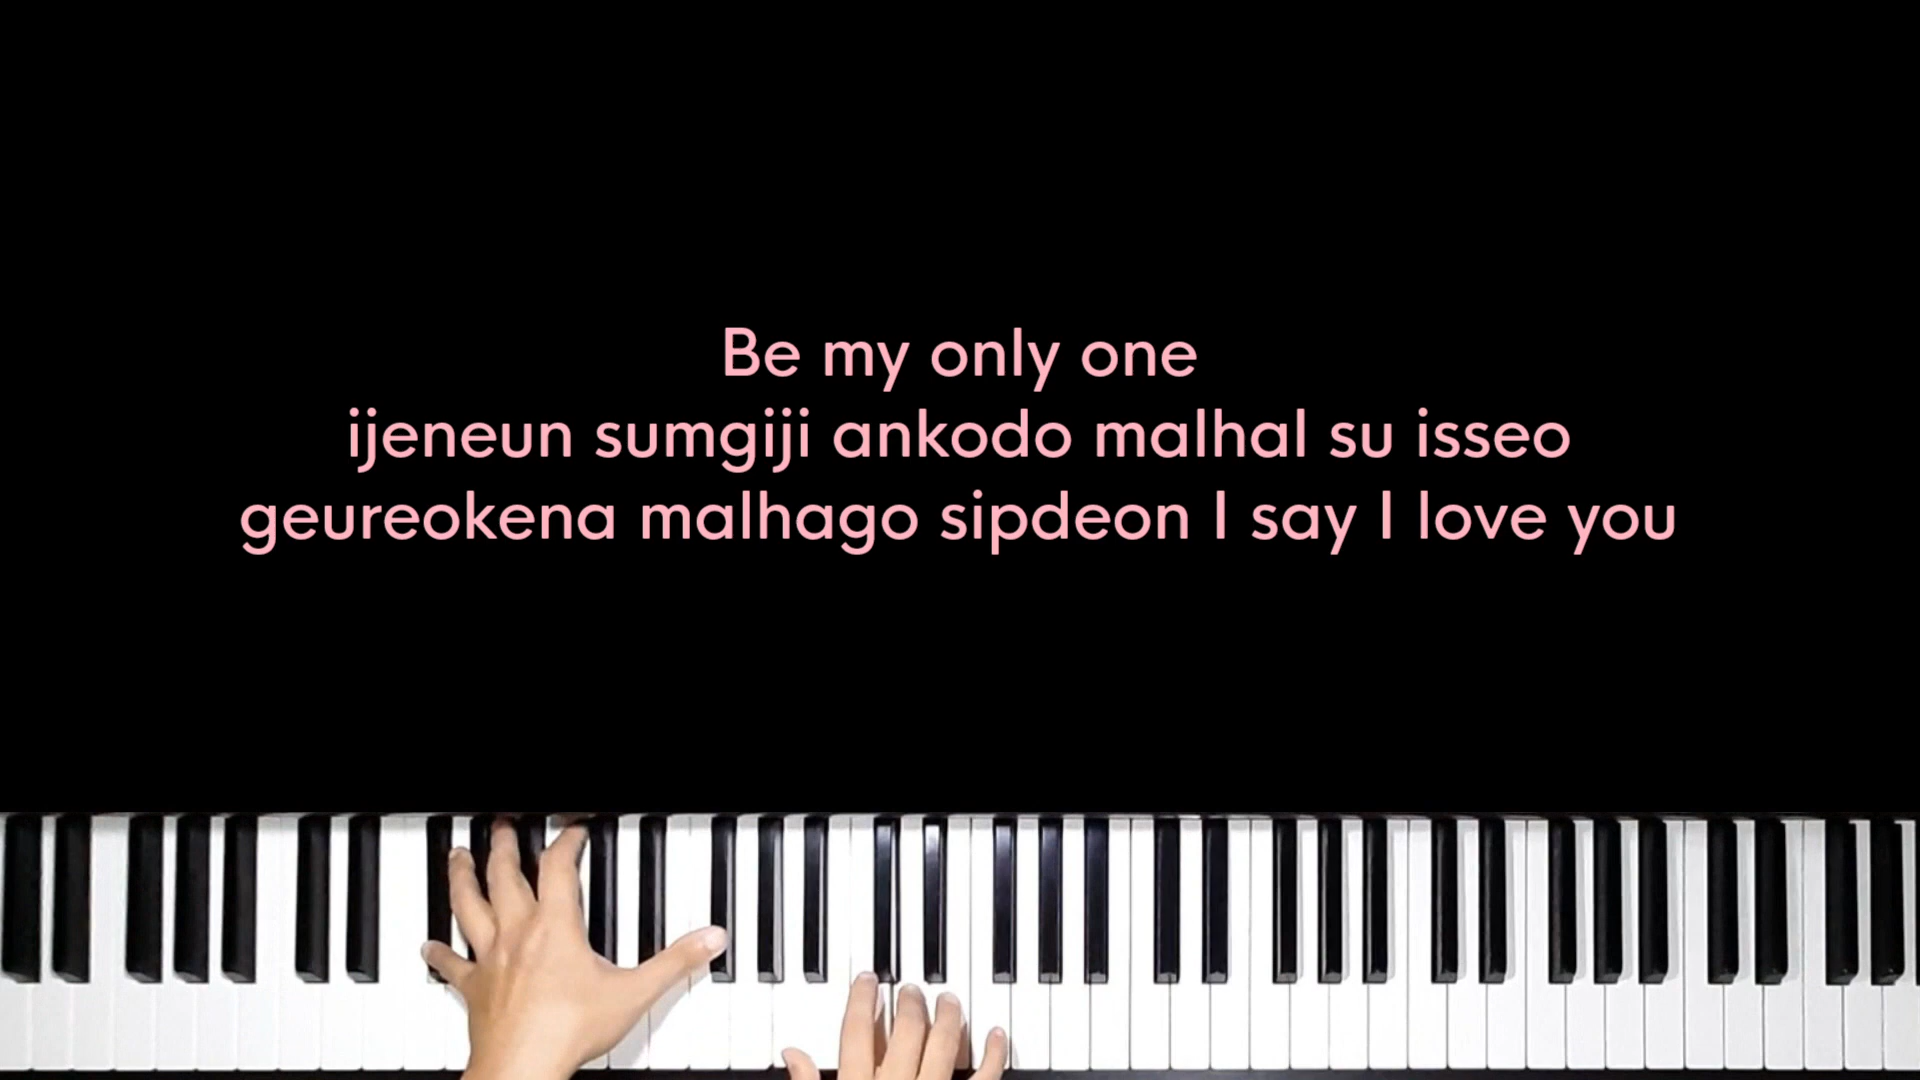 Be my only one
ijeneun sumgiji ankodo malhal su isseo
geureokena malhago sipdeon I say I love you